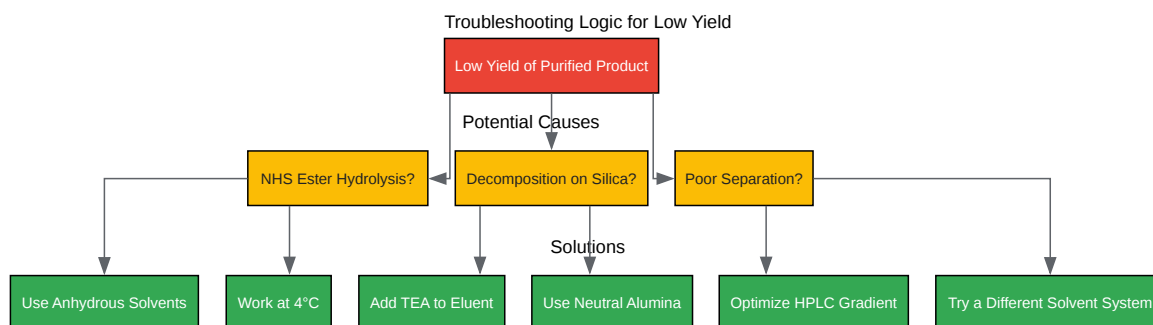 Troubleshooting Logic for Low Yield
Low Yield of Purified Product
Potential Causes
NHS Ester Hydrolysis?
Decomposition on Silica?
Poor Separation?
Solutions
Use Anhydrous Solvents
Work at 4°C
Add TEA to Eluent
Use Neutral Alumina
Optimize HPLC Gradient
Try a Different Solvent System